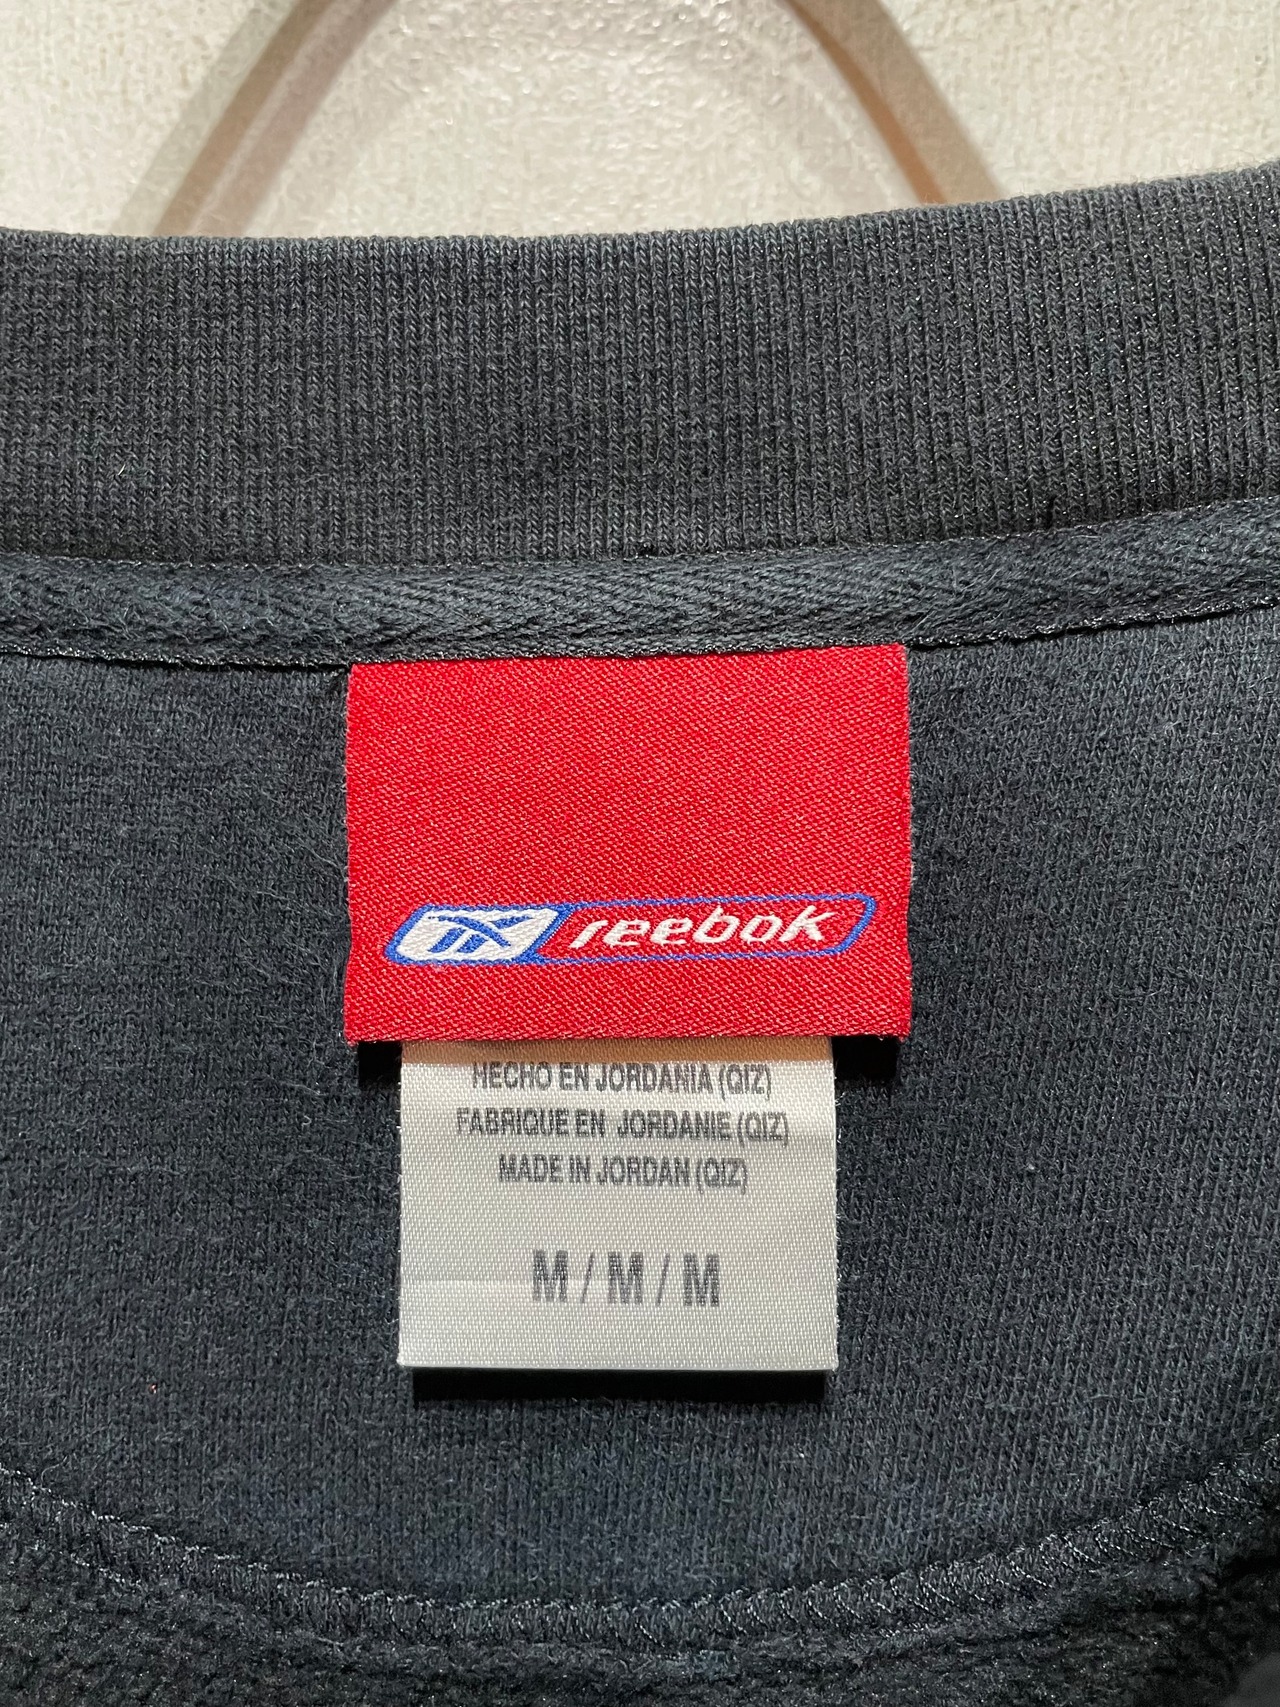 reebok
HECHO EN JORDANIA (QIZ)
FABRIQUE EN JORDANIE (QIZ)
MADE IN JORDAN (QIZ)
M / M / M